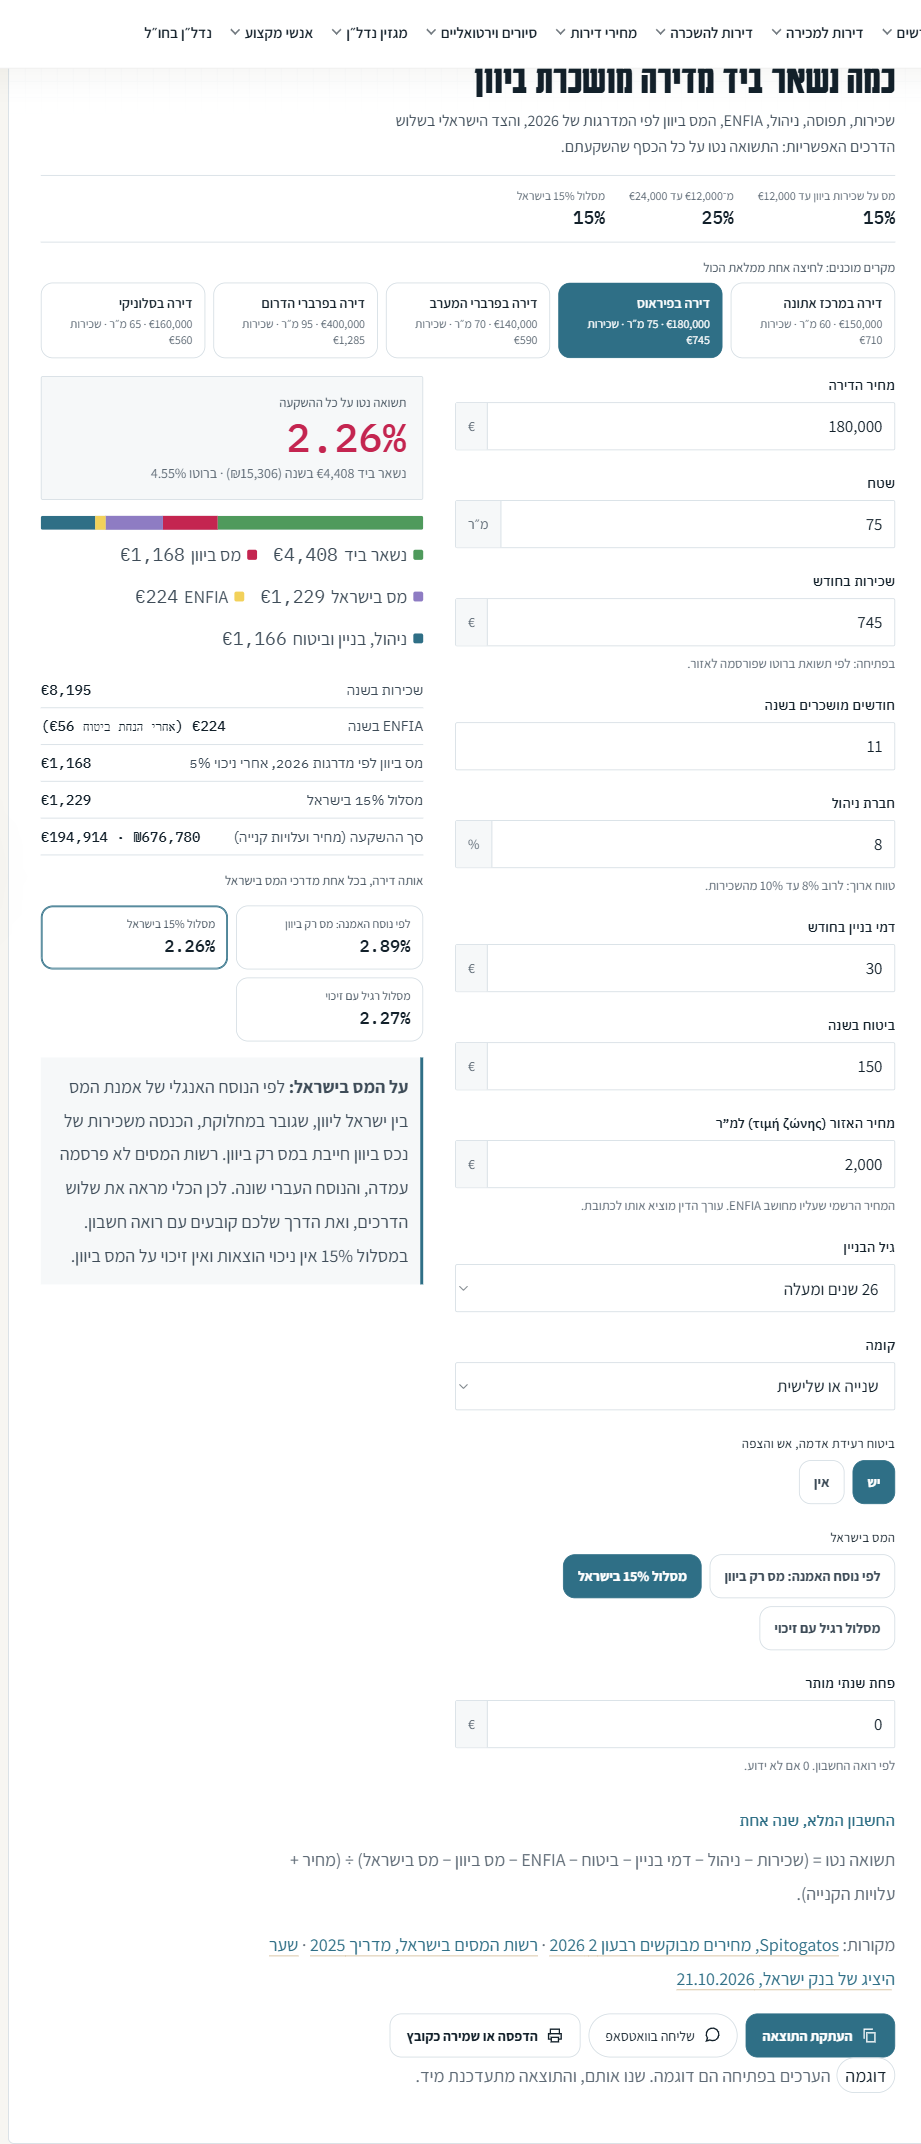 רשים דירות למכירה דירות להשכרה מחירי דירות סיורים וירטואליים מגזין נדל״ן אנשי מקצוע נדל״ן בחו״ל
כמה נשאר ביד מדירה מושכרת ביוון
שכירות, תפוסה, ניהול, ENFIA, המס ביוון לפי המדרגות של 2026, והצד הישראלי בשלוש
הדרכים האפשריות: התשואה נטו על כל הכסף שהשקעתם.
מס על שכירות ביוון עד €12,000 מ־€12,000 עד €24,000 מסלול 15% בישראל
15% 25% 15%
מקרים מוכנים: לחיצה אחת ממלאת הכול
דירה במרכז אתונה
€150,000 · 60 מ״ר · שכירות
€710
דירה בפיראוס
€180,000 · 75 מ״ר · שכירות
€745
דירה בפרברי המערב
€140,000 · 70 מ״ר · שכירות
€590
דירה בפרברי הדרום
€400,000 · 95 מ״ר · שכירות
€1,285
דירה בסלוניקי
€160,000 · 65 מ״ר · שכירות
€560
מחיר הדירה
180,000 €
שטח
75 מ״ר
שכירות בחודש
745 €
בפתיחה: לפי תשואת ברוטו שפורסמה לאזור.
חודשים מושכרים בשנה
11
חברת ניהול
8 %
טווח ארוך: לרוב 8% עד 10% מהשכירות.
דמי בניין בחודש
30 €
ביטוח בשנה
150 €
מחיר האזור (τιμή ζώνης) למ״ר
2,000 €
המחיר הרשמי שעליו מחושב ENFIA. עורך הדין מוציא אותו לכתובת.
גיל הבניין
26 שנים ומעלה
קומה
שנייה או שלישית
ביטוח רעידת אדמה, אש והצפה
יש אין
המס בישראל
לפי נוסח האמנה: מס רק ביוון מסלול 15% בישראל
מסלול רגיל עם זיכוי
פחת שנתי מותר
0 €
לפי רואה החשבון. 0 אם לא ידוע.
תשואה נטו על כל ההשקעה
2.26%
נשאר ביד €4,408 בשנה (₪15,306) · ברוטו 4.55%
נשאר ביד €4,408 מס ביוון €1,168
מס בישראל €1,229 ENFIA €224
ניהול, בניין וביטוח €1,166
שכירות בשנה €8,195
ENFIA בשנה €224 (אחרי הנחת ביטוח €56)
מס ביוון לפי מדרגות 2026, אחרי ניכוי 5% €1,168
מסלול 15% בישראל €1,229
סך ההשקעה (מחיר ועלויות קנייה) €194,914 · ₪676,780
אותה דירה, בכל אחת מדרכי המס בישראל
לפי נוסח האמנה: מס רק ביוון
2.89%
מסלול 15% בישראל
2.26%
מסלול רגיל עם זיכוי
2.27%
על המס בישראל: לפי הנוסח האנגלי של אמנת המס
בין ישראל ליוון, שגובר במחלוקת, הכנסה משכירות של
נכס ביוון חייבת במס רק ביוון. רשות המסים לא פרסמה
עמדה, והנוסח העברי שונה. לכן הכלי מראה את שלוש
הדרכים, ואת הדרך שלכם קובעים עם רואה חשבון.
במסלול 15% אין ניכוי הוצאות ואין זיכוי על המס ביוון.
החשבון המלא, שנה אחת
תשואה נטו = (שכירות − ניהול − דמי בניין − ביטוח − ENFIA − מס ביוון − מס בישראל) ÷ (מחיר +
עלויות הקנייה).
מקורות: Spitogatos, מחירים מבוקשים רבעון 2 2026 · רשות המסים בישראל, מדריך 2025 · שער
היציג של בנק ישראל, 21.10.2026
העתקת התוצאה שליחה בוואטסאפ הדפסה או שמירה כקובץ
דוגמה הערכים בפתיחה הם דוגמה. שנו אותם, והתוצאה מתעדכנת מיד.